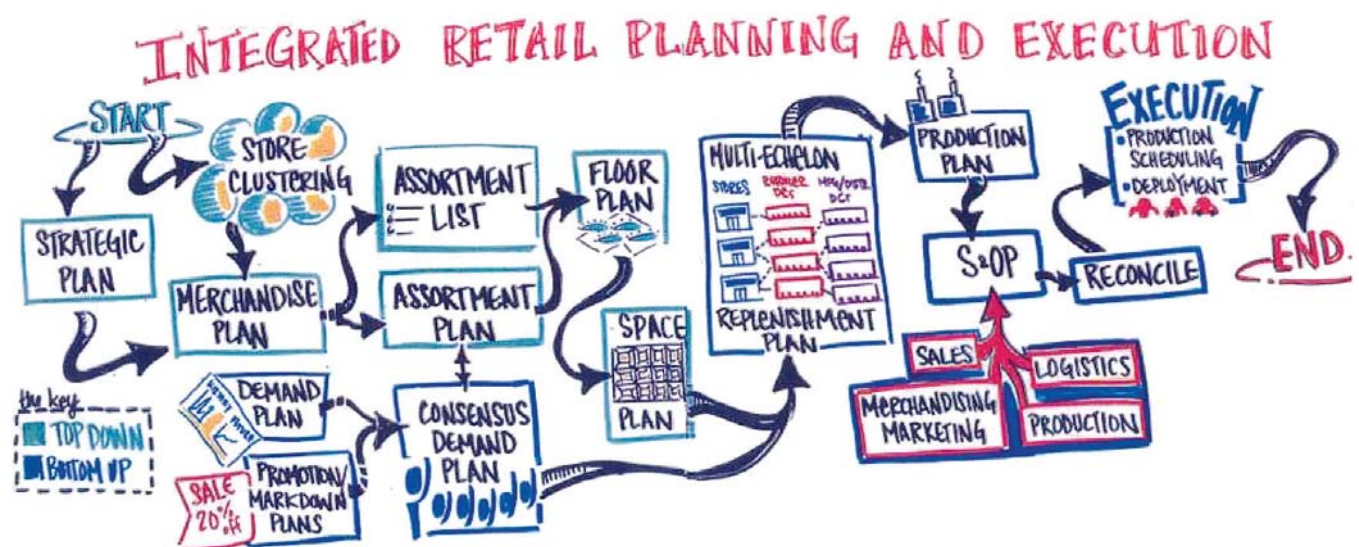 INTEGRATED RETAIL PLANNING AND EXECUTION
START
STRATEGIC
PLAN
STORE
CLUSTERING
MERCHANDISE
PLAN
ASSORTMENT
LIST
ASSORTMENT
PLAN
FLOOR
PLAN
SPACE
PLAN
the key
TOP DOWN
BOTTOM UP
DEMAND
PLAN
SALE
20%
off
PROMOTION/
MARKDOWN
PLANS
CONSENSUS
DEMAND
PLAN
MULTI-ECHELON
STORES
DCs
REPLENISHMENT
PLAN
PRODUCTION
PLAN
S&OP
RECONCILE
SALES
LOGISTICS
MERCHANDISING
MARKETING
PRODUCTION
EXECUTION
• PRODUCTION
SCHEDULING
• DEPLOYMENT
END